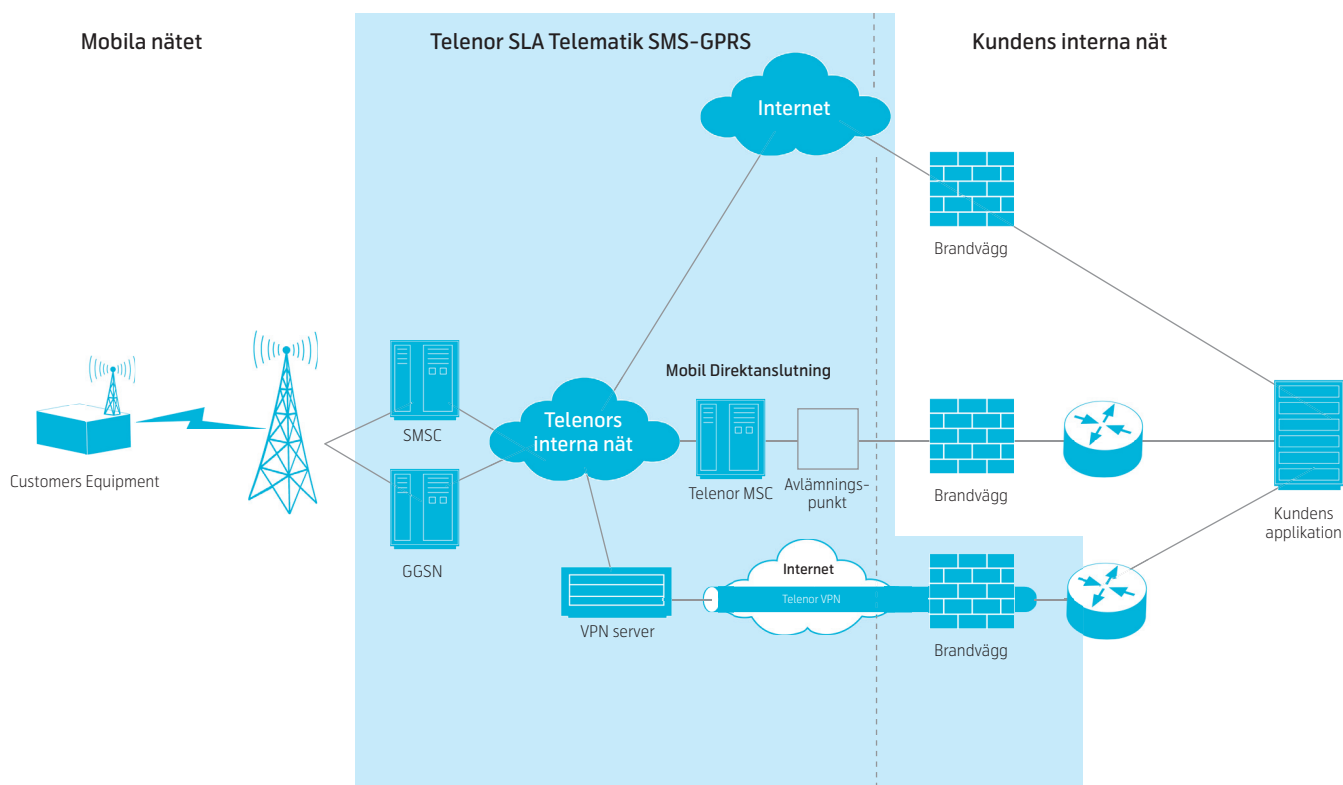 Mobila nätet
Telenor SLA Telematik SMS-GPRS
Kundens interna nät
Internet
Brandvägg
Mobil Direktanslutning
SMSC
Telenors
interna nät
Customers Equipment
Telenor MSC
Avlämnings-
punkt
Brandvägg
Kundens
applikation
GGSN
Internet
Telenor VPN
VPN server
Brandvägg